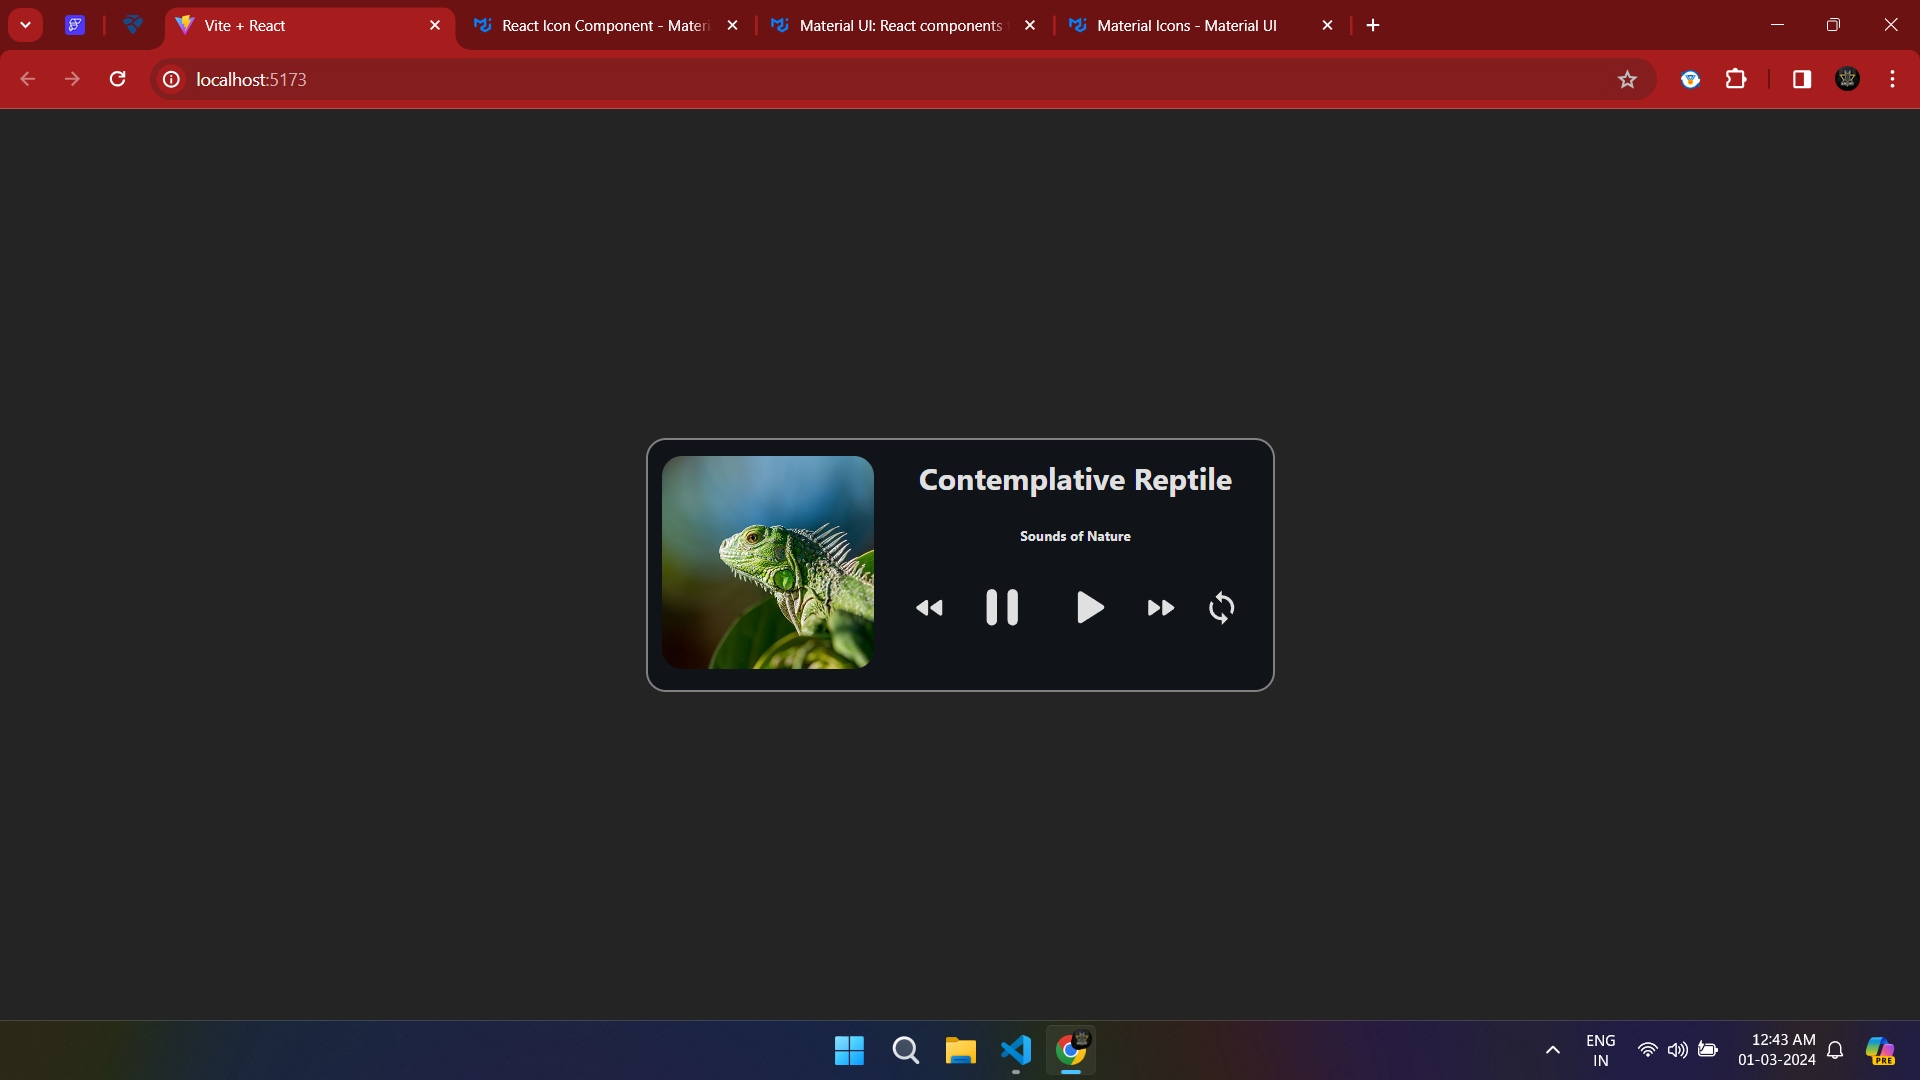 Vite + React
React Icon Component - Materi
Material UI: React components
Material Icons - Material UI
localhost:5173
Contemplative Reptile
Sounds of Nature
ENG
IN
12:43 AM
01-03-2024
PRE